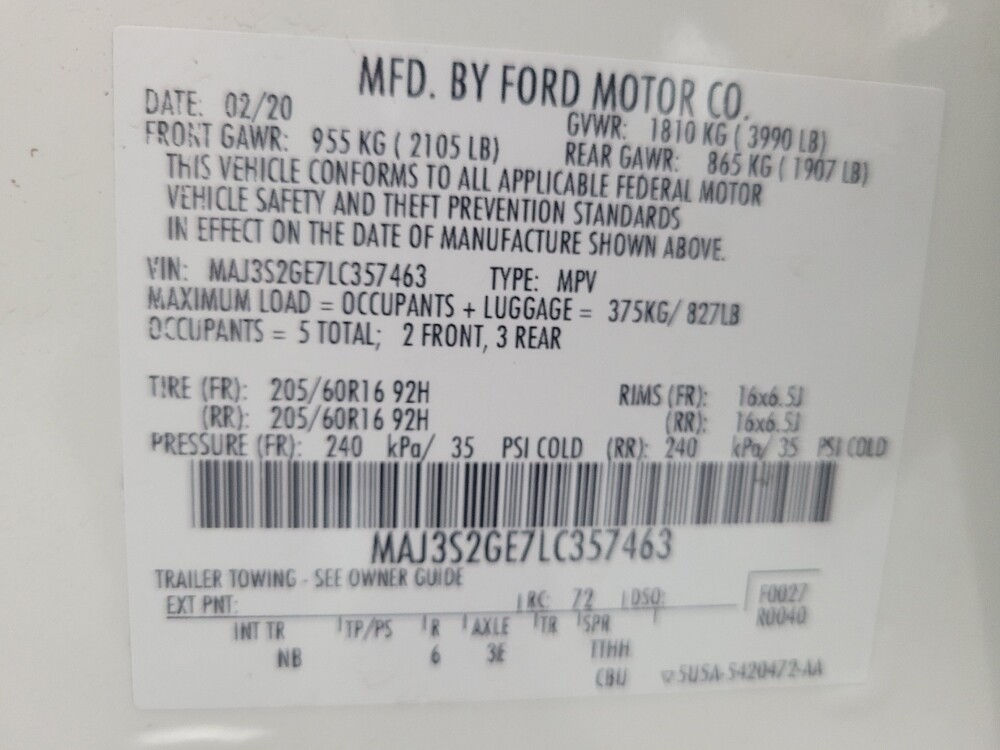 MFD. BY FORD MOTOR CO.
DATE: 02/20 GVWR: 1810 KG ( 3990 LB)
FRONT GAWR: 955 KG ( 2105 LB) REAR GAWR: 865 KG ( 1907 LB)
THIS VEHICLE CONFORMS TO ALL APPLICABLE FEDERAL MOTOR
VEHICLE SAFETY AND THEFT PREVENTION STANDARDS
IN EFFECT ON THE DATE OF MANUFACTURE SHOWN ABOVE.
VIN: MAJ3S2GE7LC357463 TYPE: MPV
MAXIMUM LOAD = OCCUPANTS + LUGGAGE = 375KG/ 827LB
OCCUPANTS = 5 TOTAL; 2 FRONT, 3 REAR
TIRE (FR): 205/60R16 92H RIMS (FR): 16x6.5J
(RR): 205/60R16 92H (RR): 16x6.5J
PRESSURE (FR): 240 kPa/ 35 PSI COLD (RR): 240 kPa/ 35 PSI COLD
MAJ3S2GE7LC357463
TRAILER TOWING - SEE OWNER GUIDE
EXT PNT: RC: 72 DSO: F0027
R0040
INT TR TP/PS R AXLE TR SPR
NB 6 3E TTHH
CBU 5U5A-5420472-AA